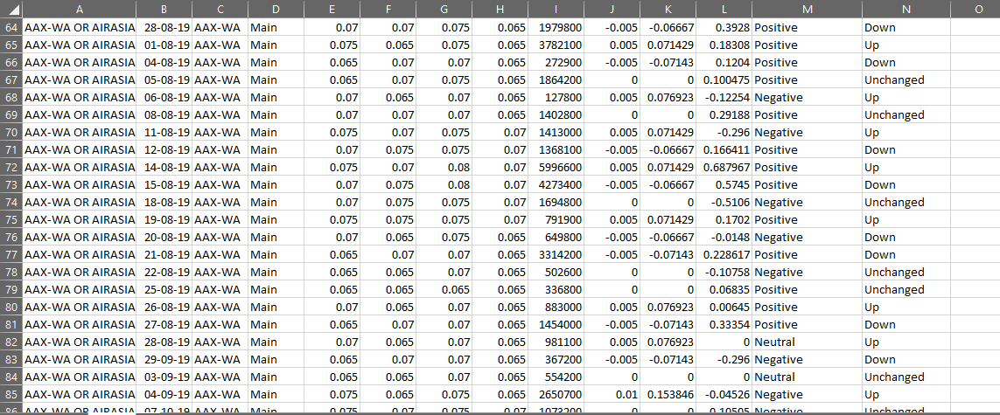 A B C D E F G H I J K L M N O
64 AAX-WA OR AIRASIA 28-08-19 AAX-WA Main 0.07 0.07 0.075 0.065 1979800 -0.005 -0.06667 0.3928 Positive Down
65 AAX-WA OR AIRASIA 01-08-19 AAX-WA Main 0.075 0.065 0.075 0.065 3782100 0.005 0.071429 0.18308 Positive Up
66 AAX-WA OR AIRASIA 04-08-19 AAX-WA Main 0.065 0.07 0.07 0.065 272900 -0.005 -0.07143 0.1204 Positive Down
67 AAX-WA OR AIRASIA 05-08-19 AAX-WA Main 0.065 0.07 0.075 0.065 1864200 0 0 0.100475 Positive Unchanged
68 AAX-WA OR AIRASIA 06-08-19 AAX-WA Main 0.07 0.065 0.07 0.065 127800 0.005 0.076923 -0.12254 Negative Up
69 AAX-WA OR AIRASIA 08-08-19 AAX-WA Main 0.07 0.07 0.07 0.065 1402800 0 0 0.29188 Positive Unchanged
70 AAX-WA OR AIRASIA 11-08-19 AAX-WA Main 0.075 0.07 0.075 0.07 1413000 0.005 0.071429 -0.296 Negative Up
71 AAX-WA OR AIRASIA 12-08-19 AAX-WA Main 0.07 0.075 0.075 0.07 1368100 -0.005 -0.06667 0.166411 Positive Down
72 AAX-WA OR AIRASIA 14-08-19 AAX-WA Main 0.075 0.07 0.08 0.07 5996600 0.005 0.071429 0.687967 Positive Up
73 AAX-WA OR AIRASIA 15-08-19 AAX-WA Main 0.07 0.075 0.08 0.07 4273400 -0.005 -0.06667 0.5745 Positive Down
74 AAX-WA OR AIRASIA 18-08-19 AAX-WA Main 0.07 0.075 0.075 0.07 1694800 0 0 -0.5106 Negative Unchanged
75 AAX-WA OR AIRASIA 19-08-19 AAX-WA Main 0.075 0.075 0.075 0.07 791900 0.005 0.071429 0.1702 Positive Up
76 AAX-WA OR AIRASIA 20-08-19 AAX-WA Main 0.07 0.065 0.075 0.065 649800 -0.005 -0.06667 -0.0148 Negative Down
77 AAX-WA OR AIRASIA 21-08-19 AAX-WA Main 0.065 0.07 0.07 0.065 3314200 -0.005 -0.07143 0.228617 Positive Down
78 AAX-WA OR AIRASIA 22-08-19 AAX-WA Main 0.065 0.065 0.07 0.065 502600 0 0 -0.10758 Negative Unchanged
79 AAX-WA OR AIRASIA 25-08-19 AAX-WA Main 0.065 0.065 0.065 0.065 336800 0 0 0.06835 Positive Unchanged
80 AAX-WA OR AIRASIA 26-08-19 AAX-WA Main 0.07 0.065 0.07 0.065 883000 0.005 0.076923 0.00645 Positive Up
81 AAX-WA OR AIRASIA 27-08-19 AAX-WA Main 0.065 0.07 0.07 0.065 1454000 -0.005 -0.07143 0.33354 Positive Down
82 AAX-WA OR AIRASIA 28-08-19 AAX-WA Main 0.07 0.065 0.07 0.065 981100 0.005 0.076923 0 Neutral Up
83 AAX-WA OR AIRASIA 29-09-19 AAX-WA Main 0.065 0.07 0.07 0.065 367200 -0.005 -0.07143 -0.296 Negative Down
84 AAX-WA OR AIRASIA 03-09-19 AAX-WA Main 0.065 0.065 0.07 0.065 554200 0 0 0 Neutral Unchanged
85 AAX-WA OR AIRASIA 04-09-19 AAX-WA Main 0.075 0.065 0.075 0.065 2650700 0.01 0.153846 -0.04526 Negative Up
86 AAX-WA OR AIRASIA 07-10-19 AAX-WA Main 0.075 0.07 0.075 0.07 0 0 Negative Unchanged